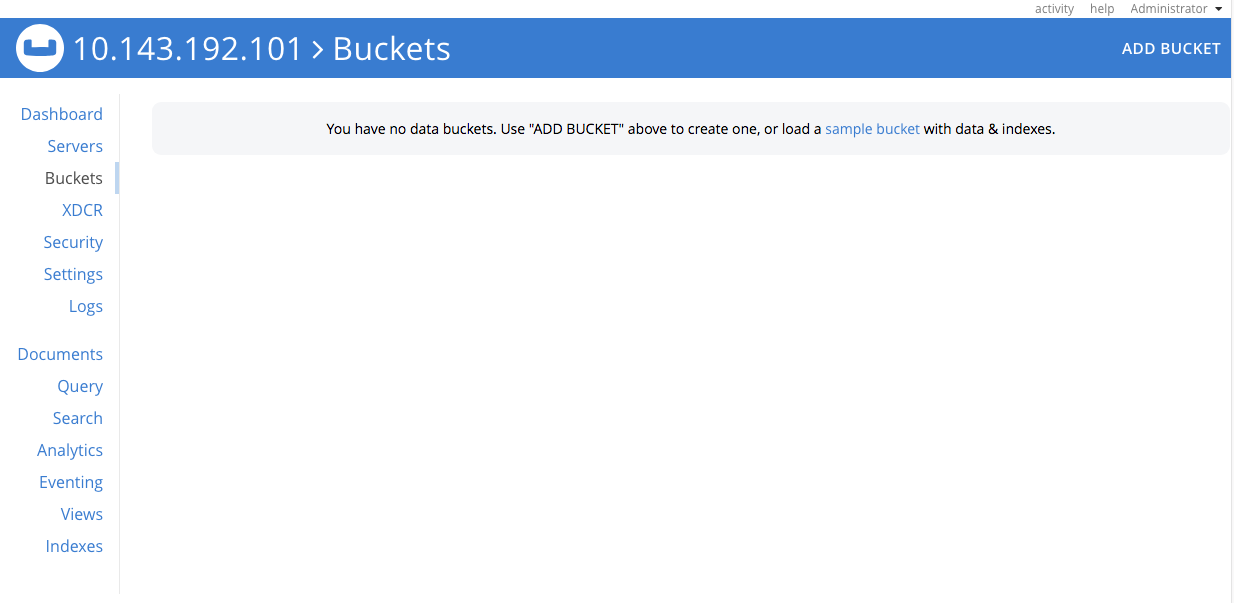 activity help Administrator
10.143.192.101 > Buckets
ADD BUCKET
Dashboard
Servers
Buckets
XDCR
Security
Settings
Logs
Documents
Query
Search
Analytics
Eventing
Views
Indexes
You have no data buckets. Use "ADD BUCKET" above to create one, or load a sample bucket with data & indexes.